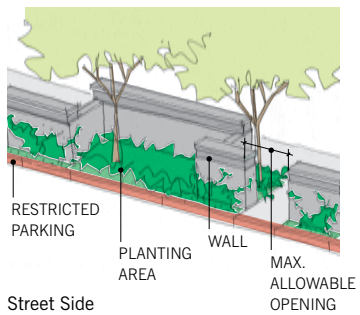 RESTRICTED
PARKING
PLANTING
AREA
WALL
MAX.
ALLOWABLE
OPENING
Street Side